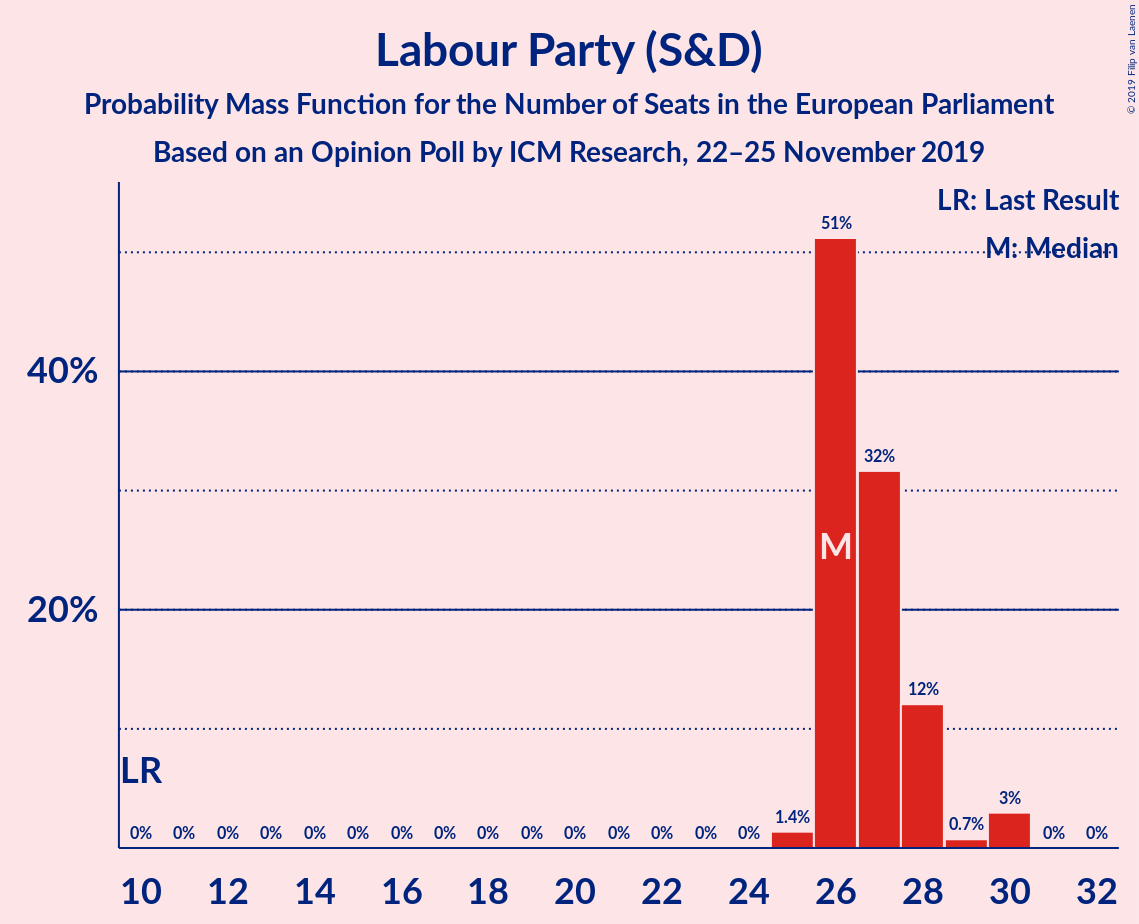 © 2019 Filip van Laenen
Labour Party (S&D)
Probability Mass Function for the Number of Seats in the European Parliament
Based on an Opinion Poll by ICM Research, 22–25 November 2019
LR: Last Result
M: Median
51%
40%
32%
M
20%
12%
LR
3%
1.4%
0.7%
0% 0% 0% 0% 0% 0% 0% 0% 0% 0% 0% 0% 0% 0% 0% 0% 0%
10 12 14 16 18 20 22 24 26 28 30 32